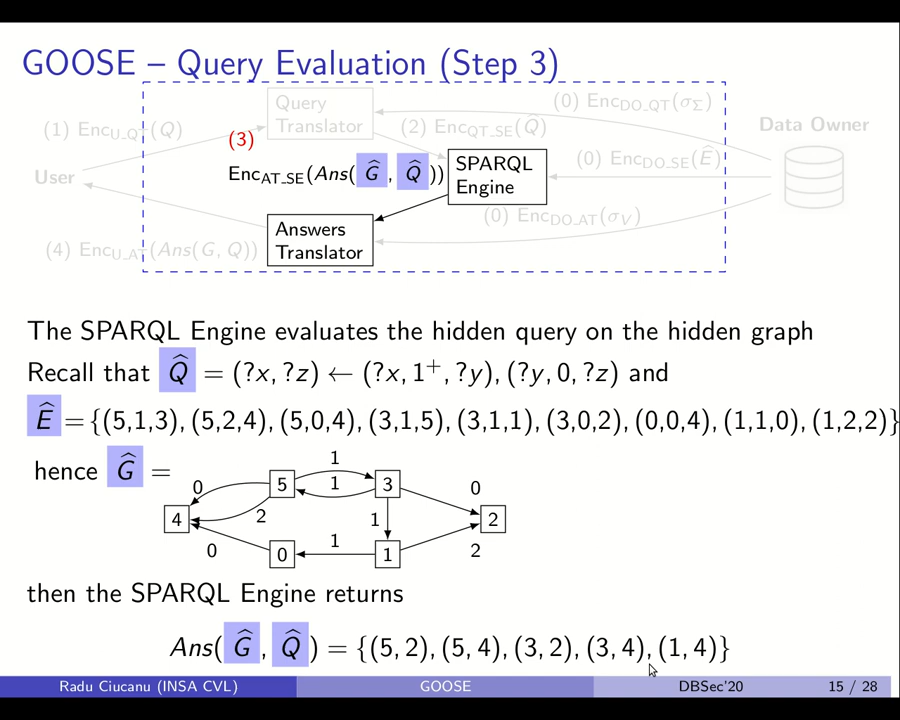 GOOSE – Query Evaluation (Step 3)
Query
Translator
(0) Enc_DO_QT(σ_Σ)
(1) Enc_U_QT(Q)
(3)
(2) Enc_QT_SE(Q̂)
Data Owner
Enc_AT_SE(Ans(Ĝ, Q̂))
SPARQL
Engine
(0) Enc_DO_SE(Ê)
User
(0) Enc_DO_AT(σ_V)
Answers
Translator
(4) Enc_U_AT(Ans(G, Q))
The SPARQL Engine evaluates the hidden query on the hidden graph
Recall that Q̂ = (?x, ?z) ← (?x, 1⁺, ?y), (?y, 0, ?z) and
Ê = {(5,1,3), (5,2,4), (5,0,4), (3,1,5), (3,1,1), (3,0,2), (0,0,4), (1,1,0), (1,2,2)}
hence Ĝ =
1
0 5 1 3 0
4 2 1 2
0 0 1 1 2
then the SPARQL Engine returns
Ans(Ĝ, Q̂) = {(5, 2), (5, 4), (3, 2), (3, 4), (1, 4)}
Radu Ciucanu (INSA CVL) GOOSE DBSec'20 15 / 28